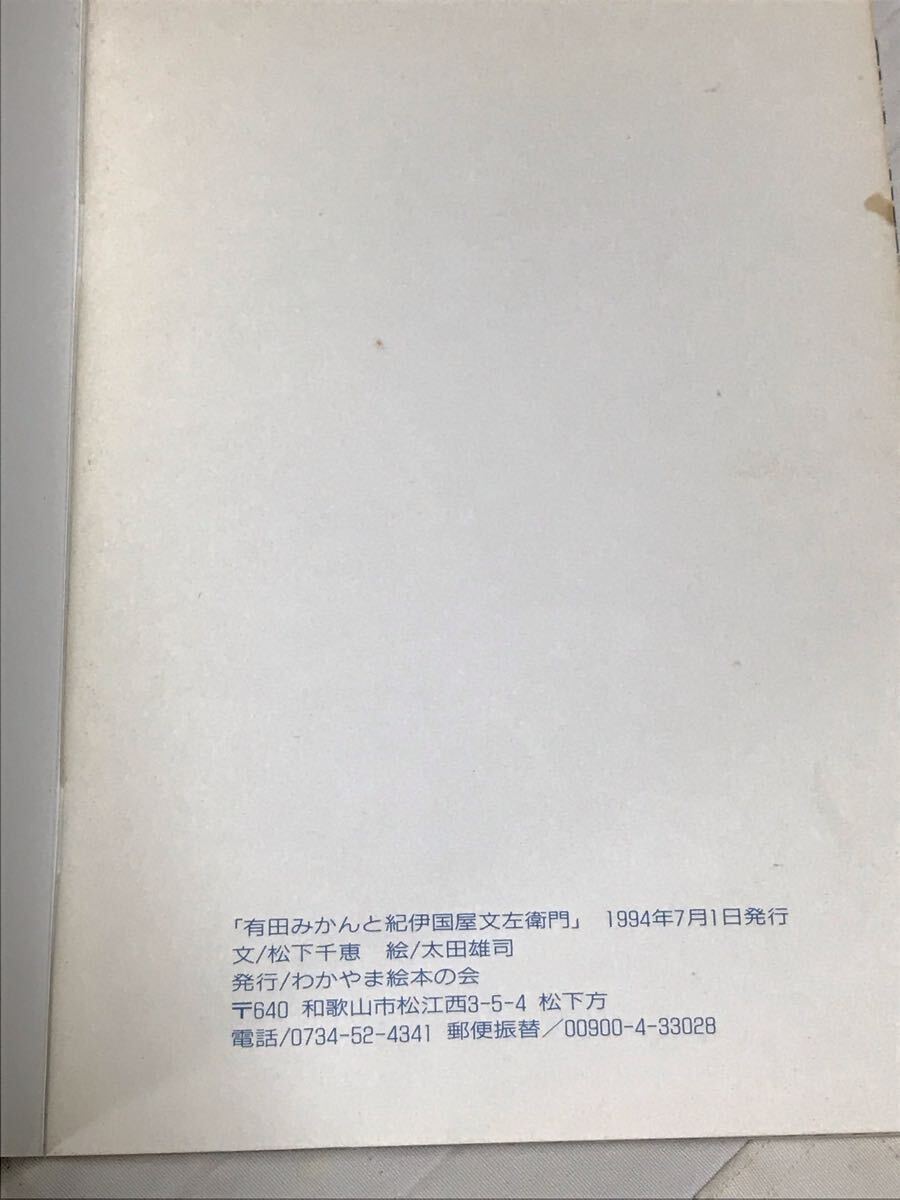 「有田みかんと紀伊国屋文左衛門」 1994年7月1日発行
文/松下千恵　絵/太田雄司
発行/わかやま絵本の会
〒640 和歌山市松江西3-5-4 松下方
電話/0734-52-4341 郵便振替／00900-4-33028